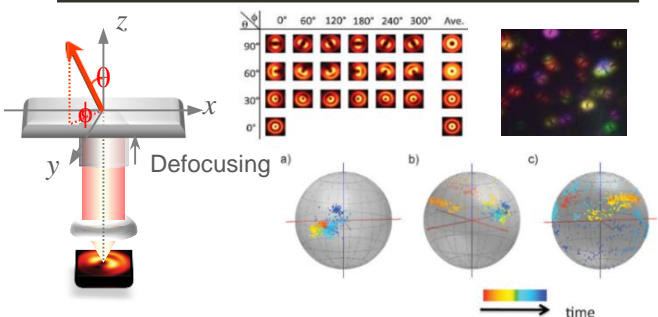 z
θ
x
ϕ
y
Defocusing
θ ϕ 0° 60° 120° 180° 240° 300° Ave.
90°
60°
30°
0°
a) b) c)
time